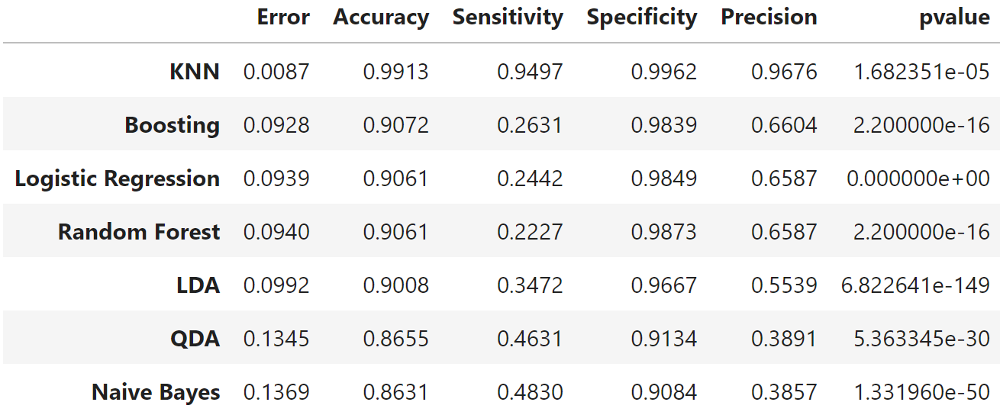 Error Accuracy Sensitivity Specificity Precision pvalue
KNN 0.0087 0.9913 0.9497 0.9962 0.9676 1.682351e-05
Boosting 0.0928 0.9072 0.2631 0.9839 0.6604 2.200000e-16
Logistic Regression 0.0939 0.9061 0.2442 0.9849 0.6587 0.000000e+00
Random Forest 0.0940 0.9061 0.2227 0.9873 0.6587 2.200000e-16
LDA 0.0992 0.9008 0.3472 0.9667 0.5539 6.822641e-149
QDA 0.1345 0.8655 0.4631 0.9134 0.3891 5.363345e-30
Naive Bayes 0.1369 0.8631 0.4830 0.9084 0.3857 1.331960e-50